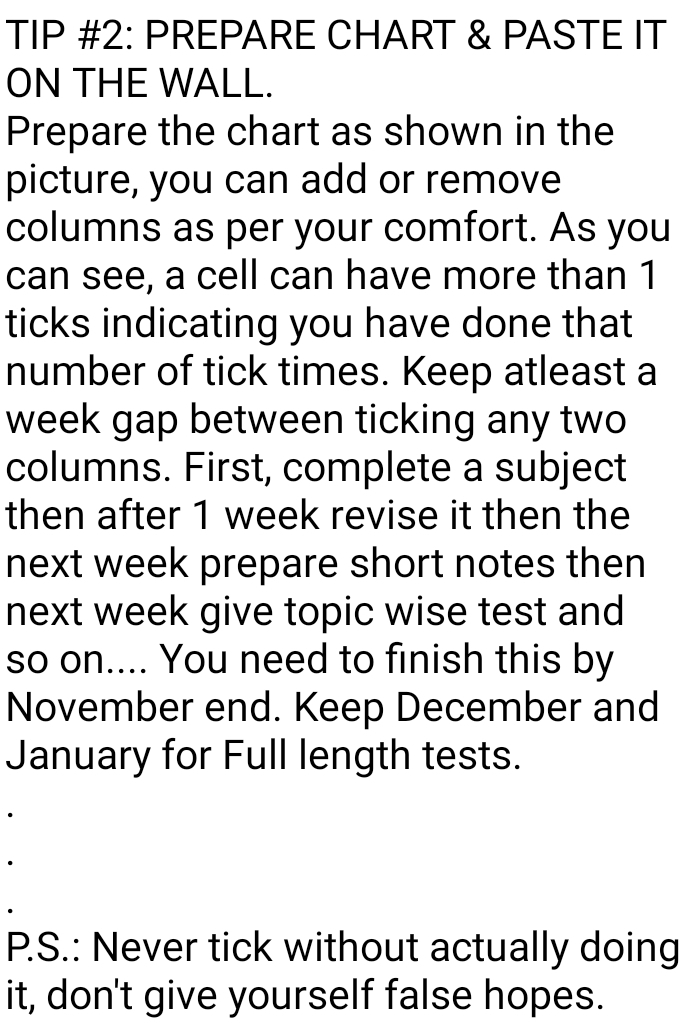 TIP #2: PREPARE CHART & PASTE IT
ON THE WALL.
Prepare the chart as shown in the
picture, you can add or remove
columns as per your comfort. As you
can see, a cell can have more than 1
ticks indicating you have done that
number of tick times. Keep atleast a
week gap between ticking any two
columns. First, complete a subject
then after 1 week revise it then the
next week prepare short notes then
next week give topic wise test and
so on.... You need to finish this by
November end. Keep December and
January for Full length tests.
.
.
.
P.S.: Never tick without actually doing
it, don't give yourself false hopes.